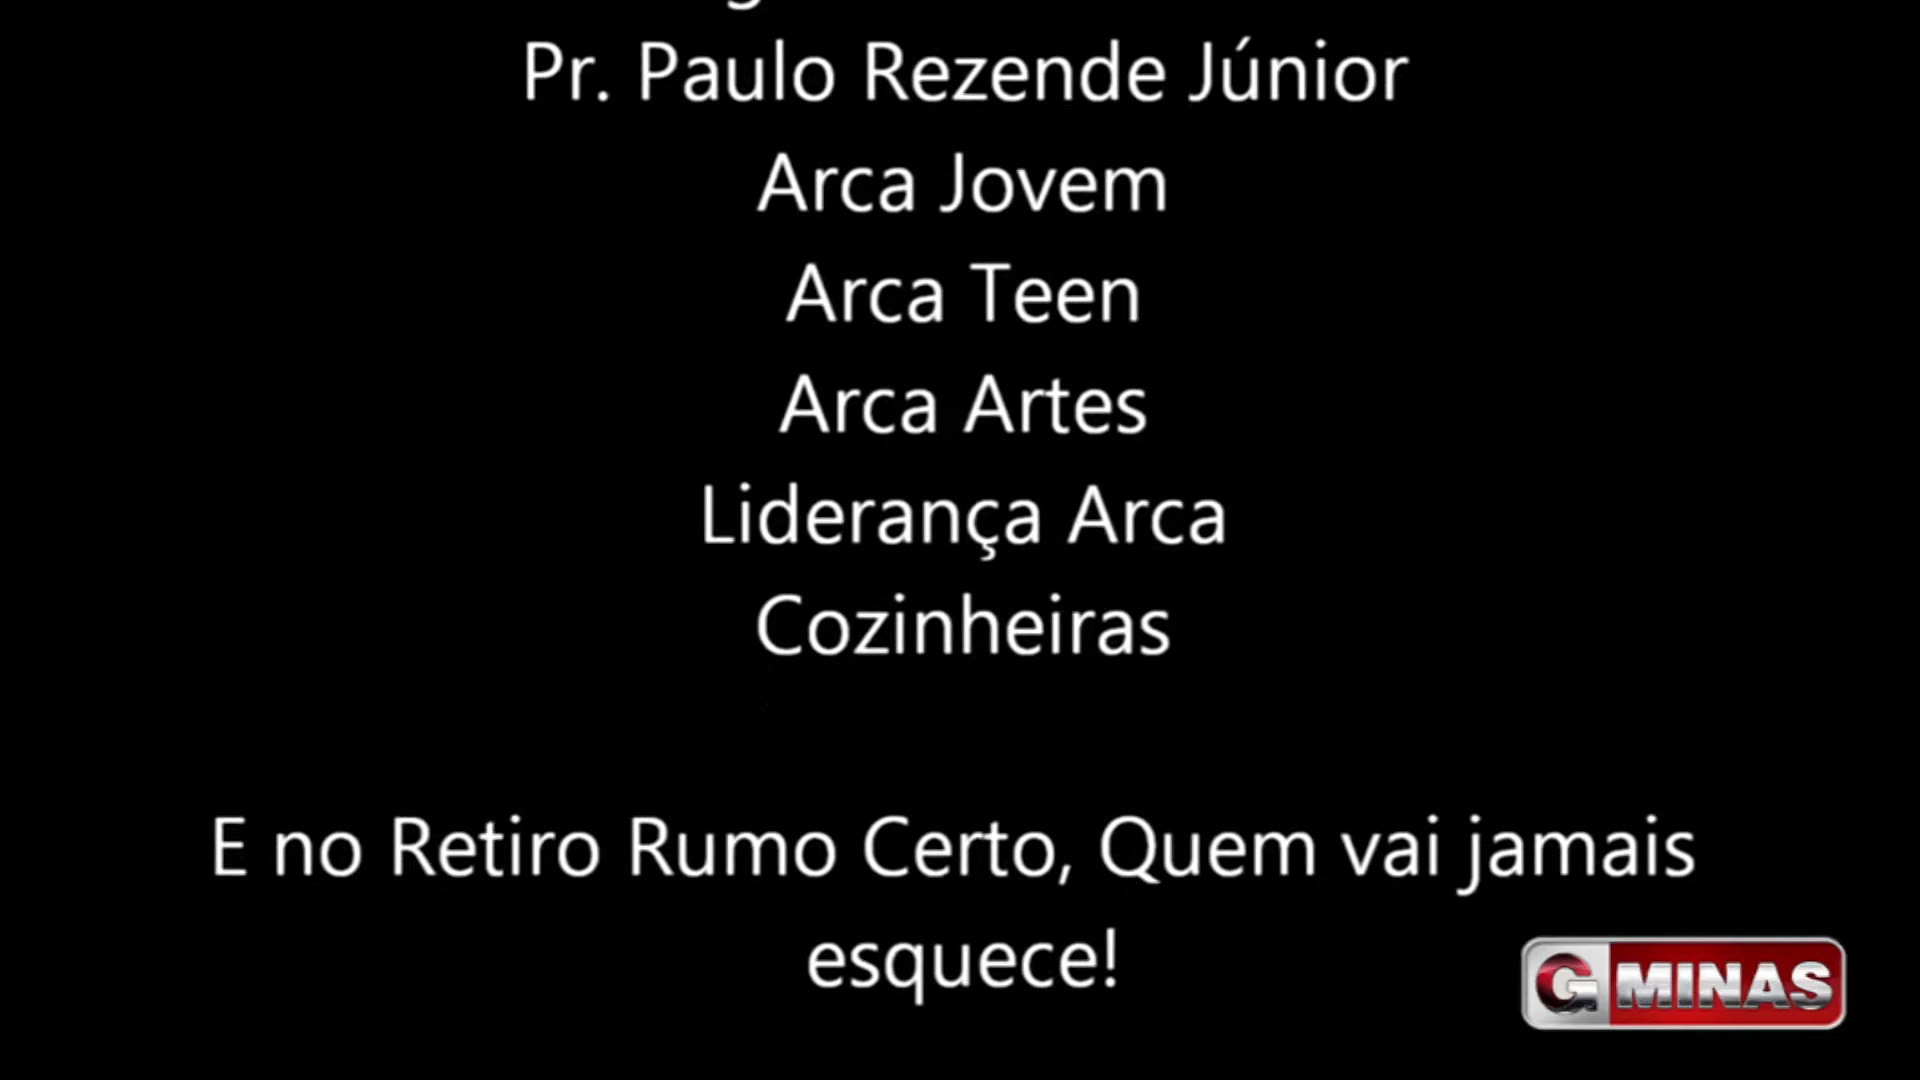 Pr. Paulo Rezende Júnior
Arca Jovem
Arca Teen
Arca Artes
Liderança Arca
Cozinheiras
E no Retiro Rumo Certo, Quem vai jamais
esquece!
G MINAS